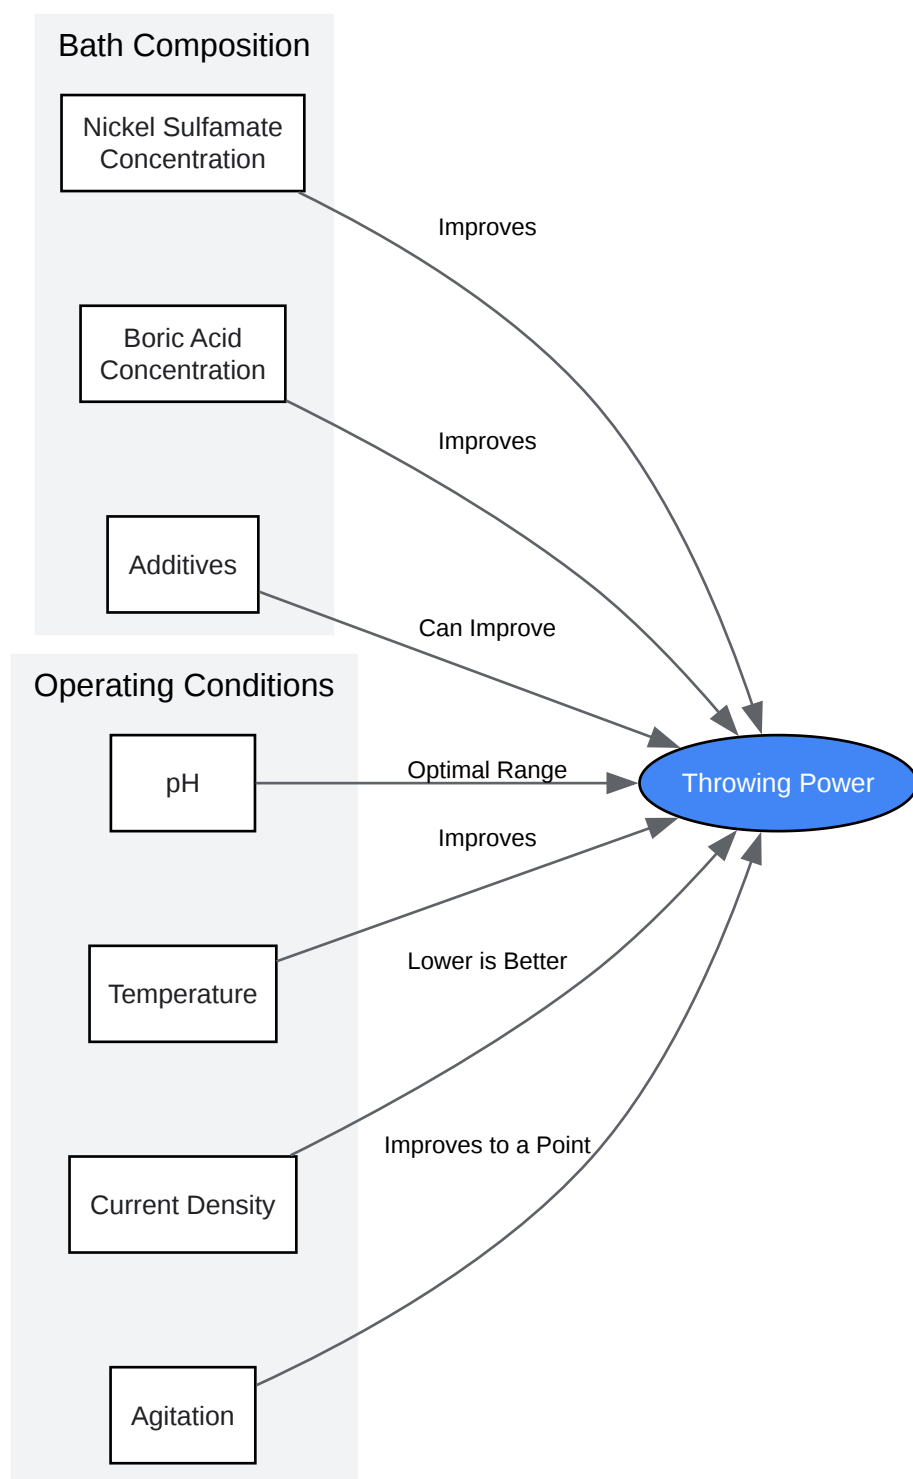 Bath Composition
Nickel Sulfamate
Concentration
Improves
Boric Acid
Concentration
Improves
Additives
Can Improve
Operating Conditions
pH
Optimal Range
Throwing Power
Improves
Temperature
Lower is Better
Current Density
Improves to a Point
Agitation